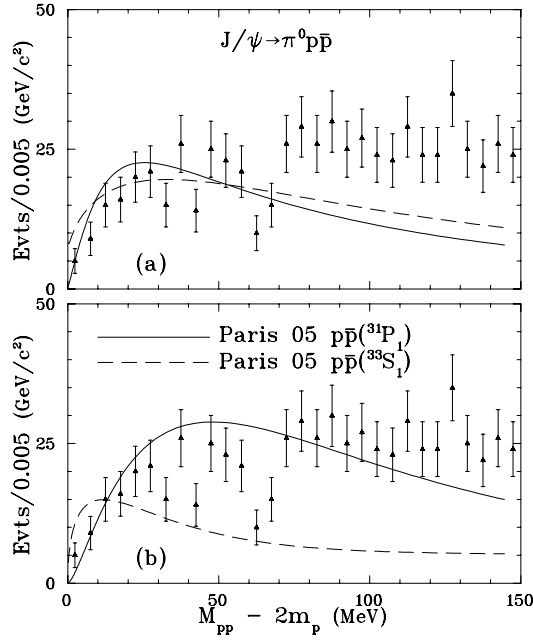 50
J/ψ→π⁰pp̄
25
Evts/0.005 (GeV/c²)
(a)
0
50
Paris 05 pp̄(³¹P₁)
Paris 05 pp̄(³³S₁)
25
Evts/0.005 (GeV/c²)
(b)
0
0 50 100 150
M_pp − 2m_p (MeV)